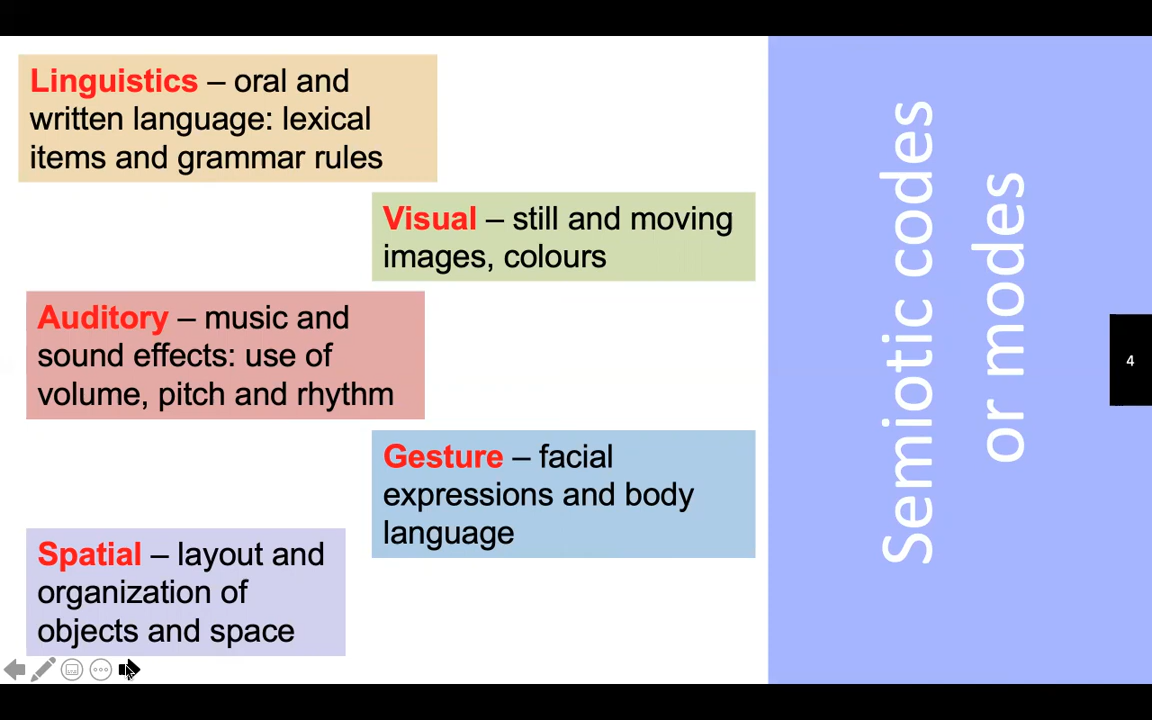 Linguistics – oral and
written language: lexical
items and grammar rules
Visual – still and moving
images, colours
Auditory – music and
sound effects: use of
volume, pitch and rhythm
Gesture – facial
expressions and body
language
Spatial – layout and
organization of
objects and space
Semiotic codes
or modes
4